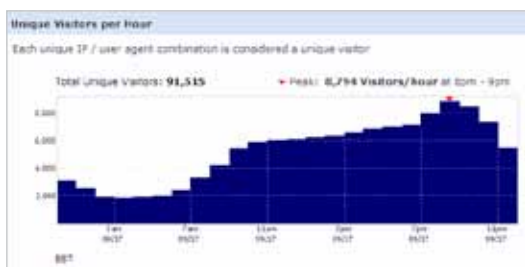 Unique Visitors per Hour
Each unique IP / user agent combination is considered a unique visitor
Total Unique Visitors: 91,515
Peak: 8,794 Visitors/hour at 8pm - 9pm
8,000
6,000
4,000
2,000
3am 7am 11am 3pm 7pm 11pm